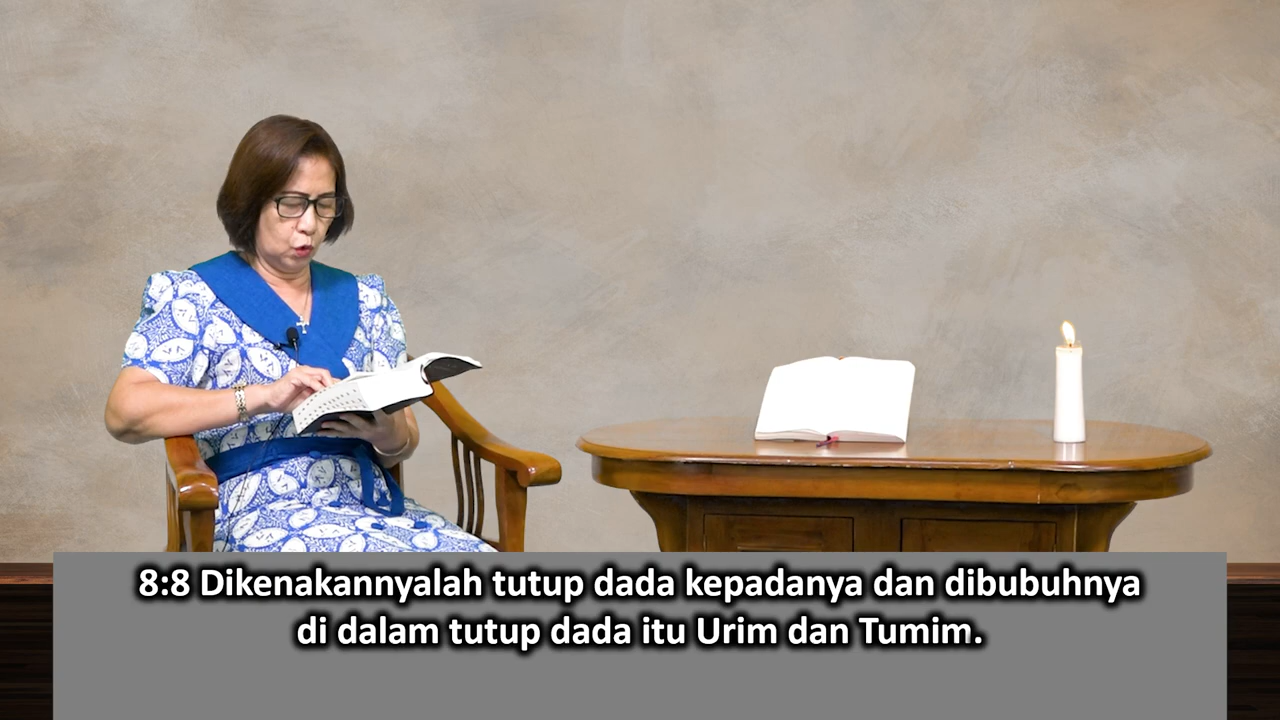 8:8 Dikenakannyalah tutup dada kepadanya dan dibubuhnya
di dalam tutup dada itu Urim dan Tumim.